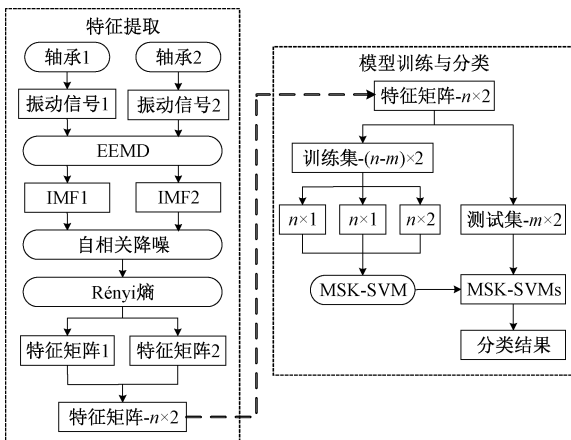 特征提取
轴承1
轴承2
振动信号1
振动信号2
EEMD
IMF1
IMF2
自相关降噪
Rényi熵
特征矩阵1
特征矩阵2
特征矩阵-n×2
模型训练与分类
特征矩阵-n×2
训练集-(n-m)×2
n×1
n×1
n×2
测试集-m×2
MSK-SVM
MSK-SVMs
分类结果